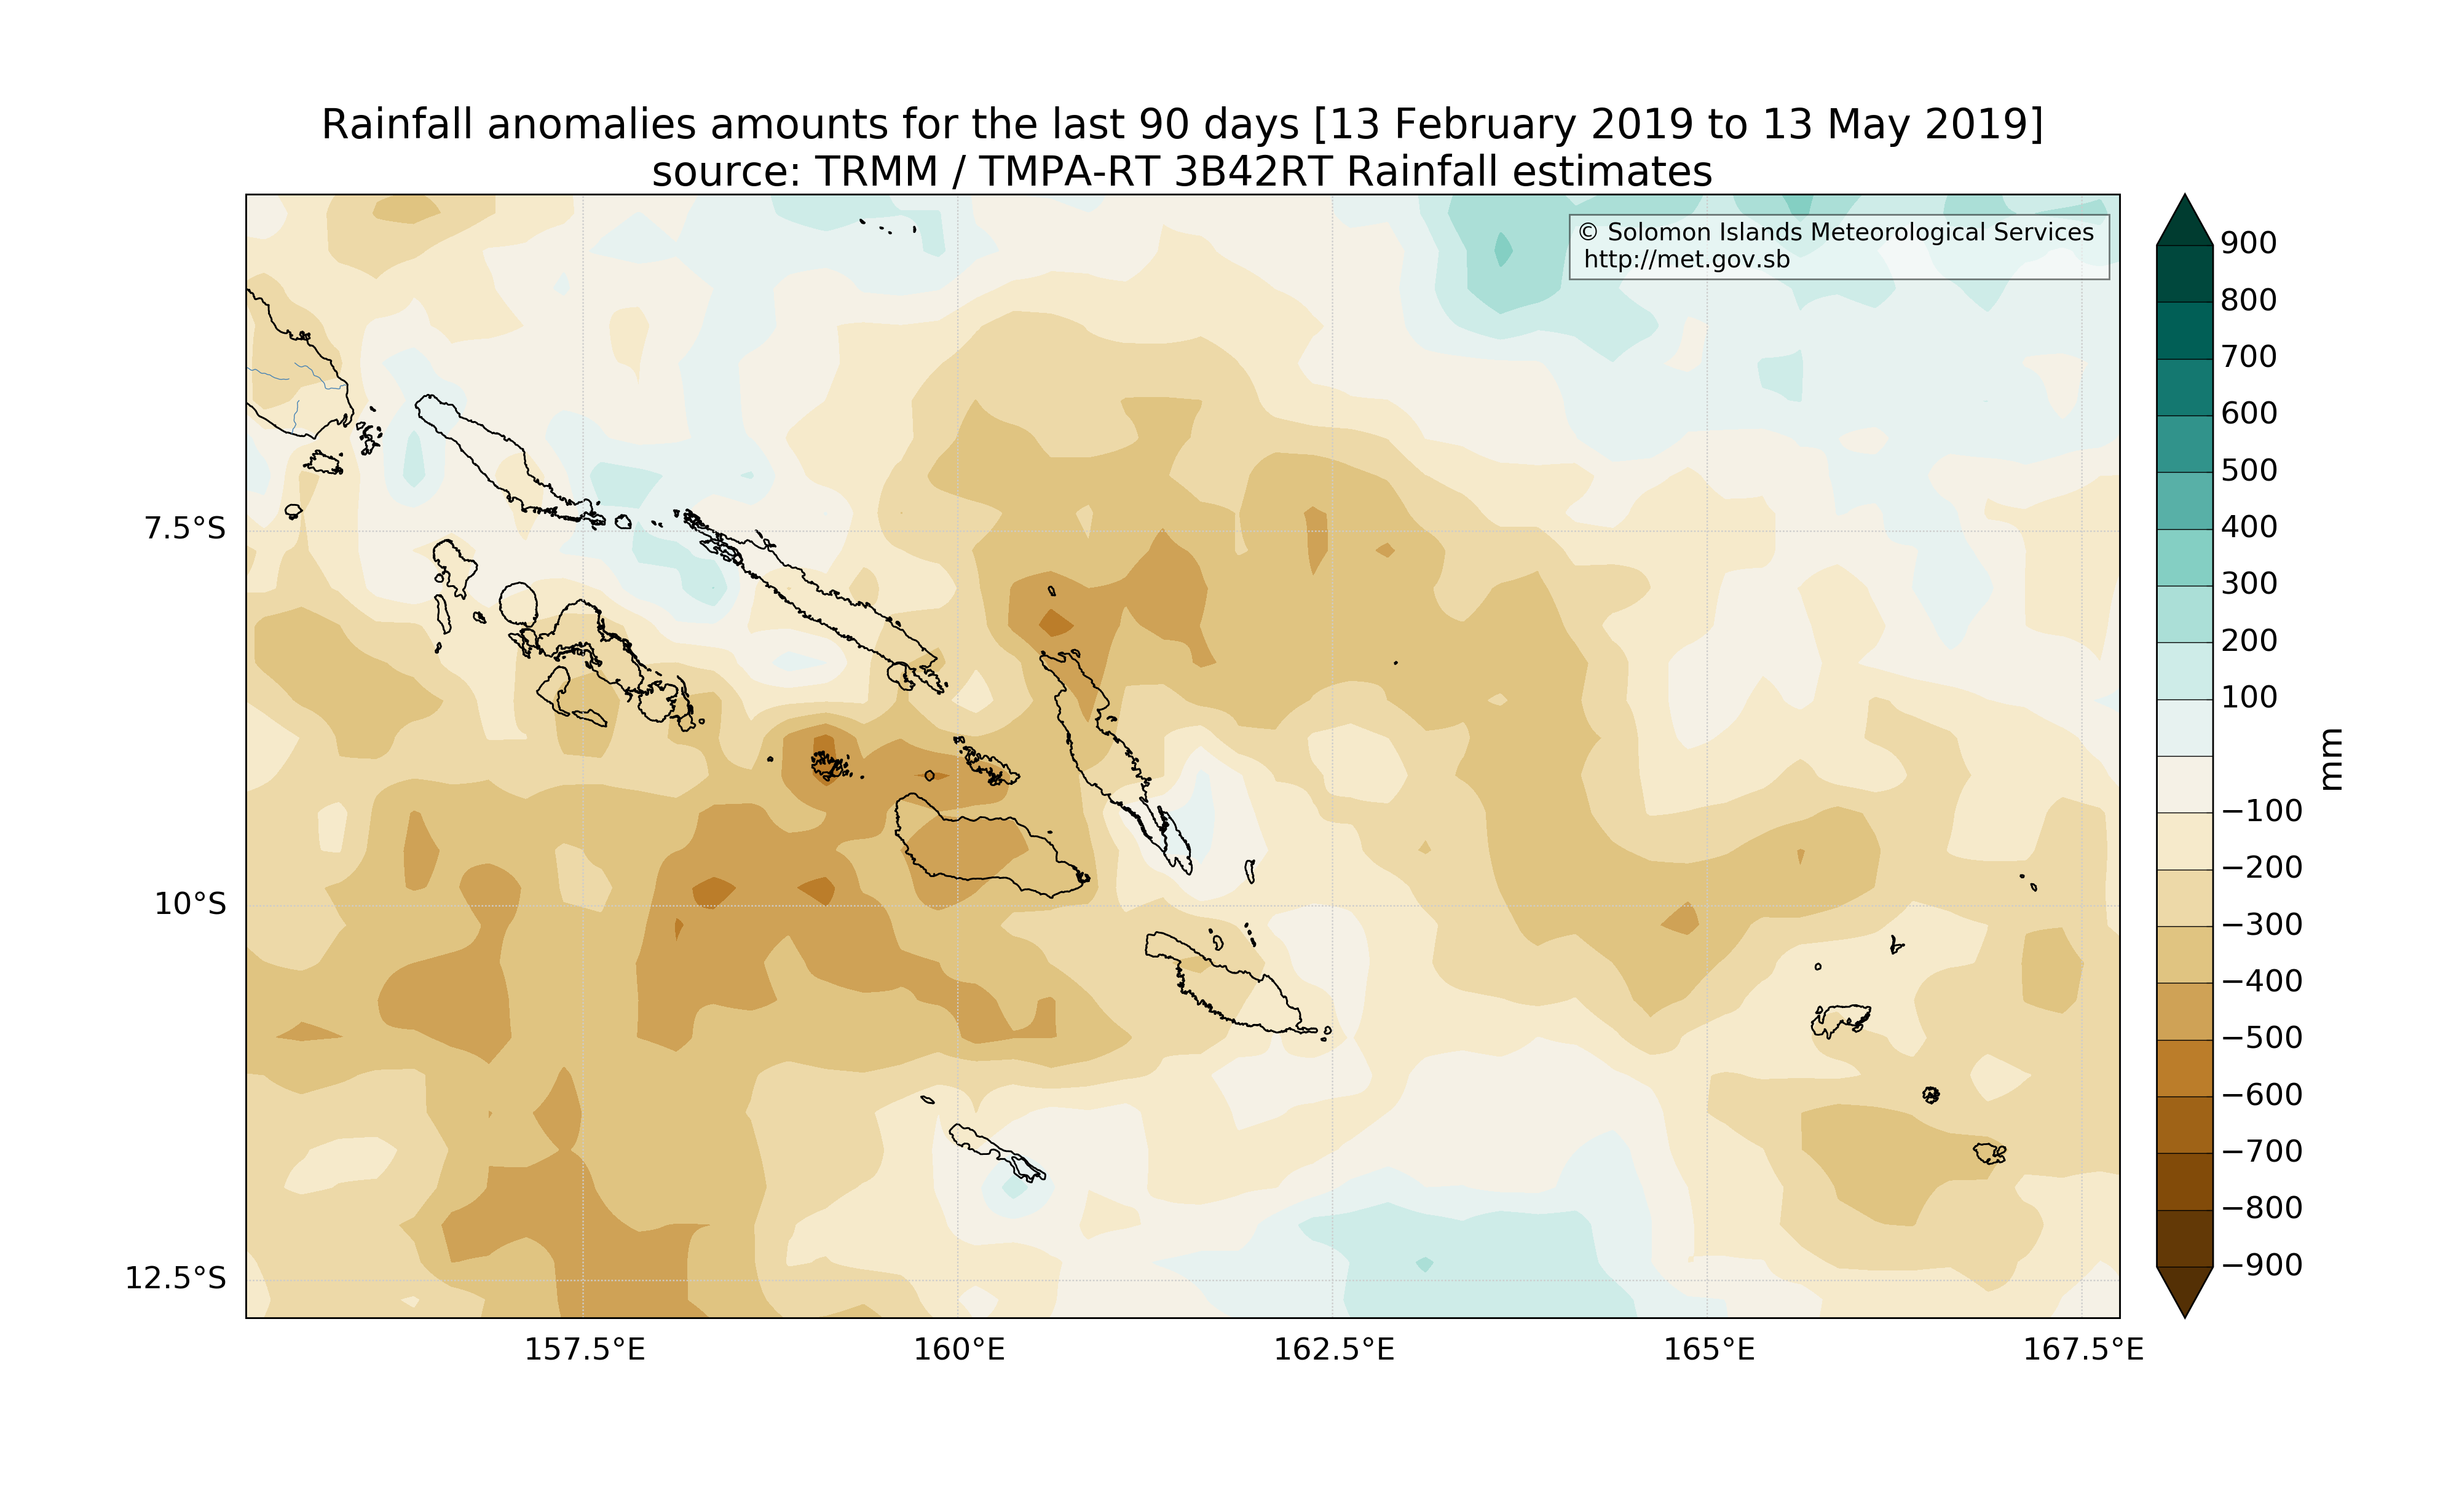 Rainfall anomalies amounts for the last 90 days [13 February 2019 to 13 May 2019]
source: TRMM / TMPA-RT 3B42RT Rainfall estimates
© Solomon Islands Meteorological Services
http://met.gov.sb
7.5°S
10°S
12.5°S
157.5°E
160°E
162.5°E
165°E
167.5°E
900
800
700
600
500
400
300
200
100
−100
−200
−300
−400
−500
−600
−700
−800
−900
mm